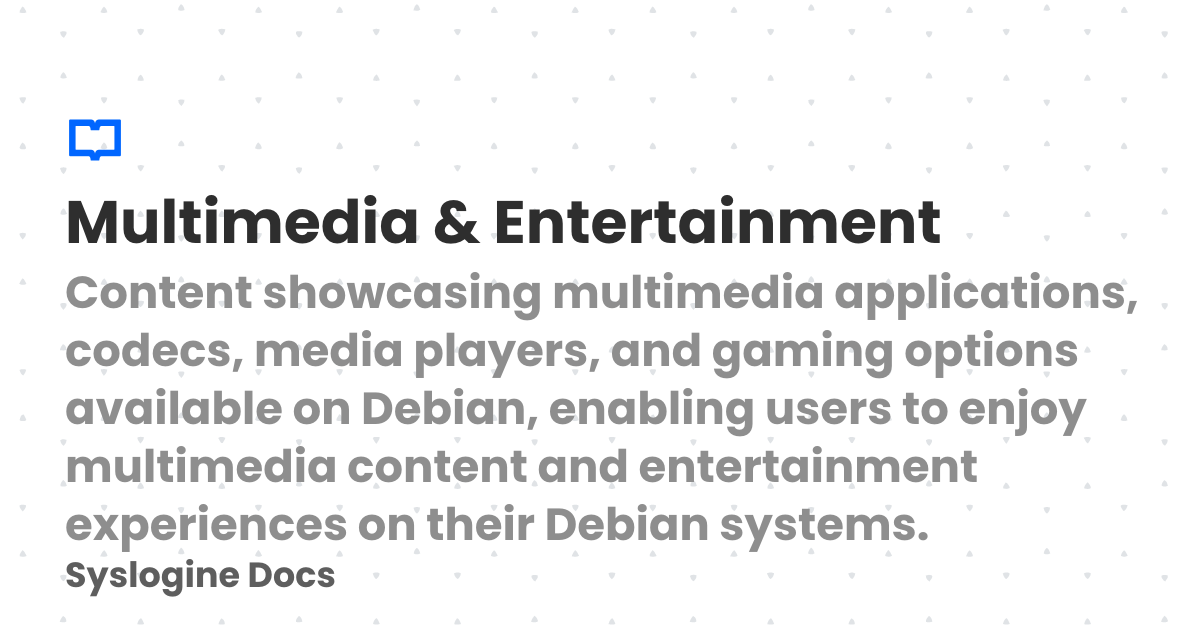 Multimedia & Entertainment
Content showcasing multimedia applications,
codecs, media players, and gaming options
available on Debian, enabling users to enjoy
multimedia content and entertainment
experiences on their Debian systems.
Syslogine Docs